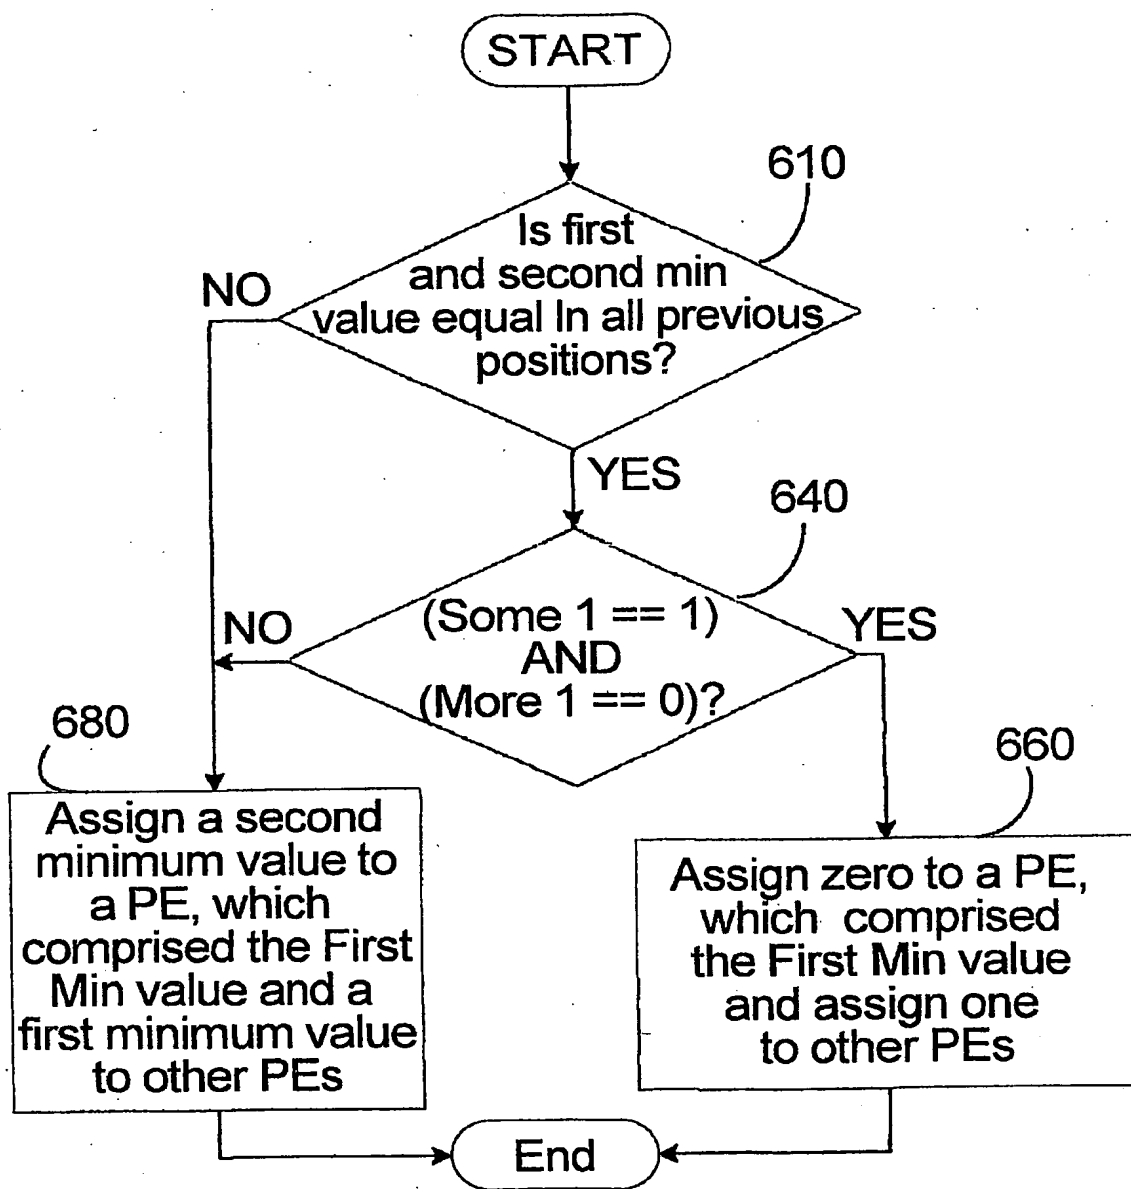 START
610
Is first
and second min
value equal In all previous
positions?
NO
YES
640
(Some 1 == 1)
AND
(More 1 == 0)?
NO
YES
680
Assign a second
minimum value to
a PE, which
comprised the First
Min value and a
first minimum value
to other PEs
660
Assign zero to a PE,
which comprised
the First Min value
and assign one
to other PEs
End